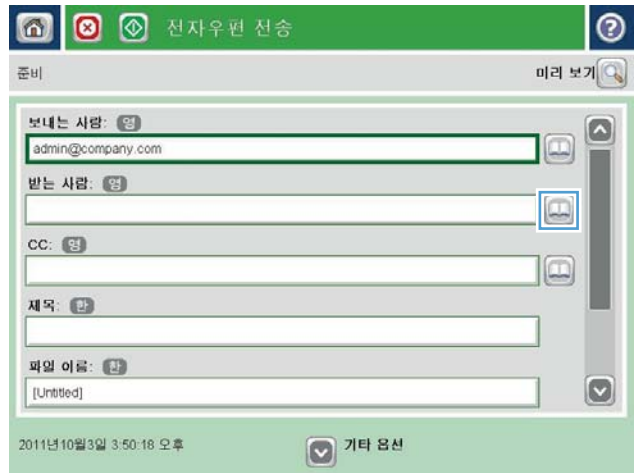 전자우편 전송
?
준비
미리 보기
보내는 사람: 영
admin@company.com
받는 사람: 영
CC: 영
제목: 한
파일 이름: 한
[Untitled]
2011년10월3일 3:50:18 오후
기타 옵션